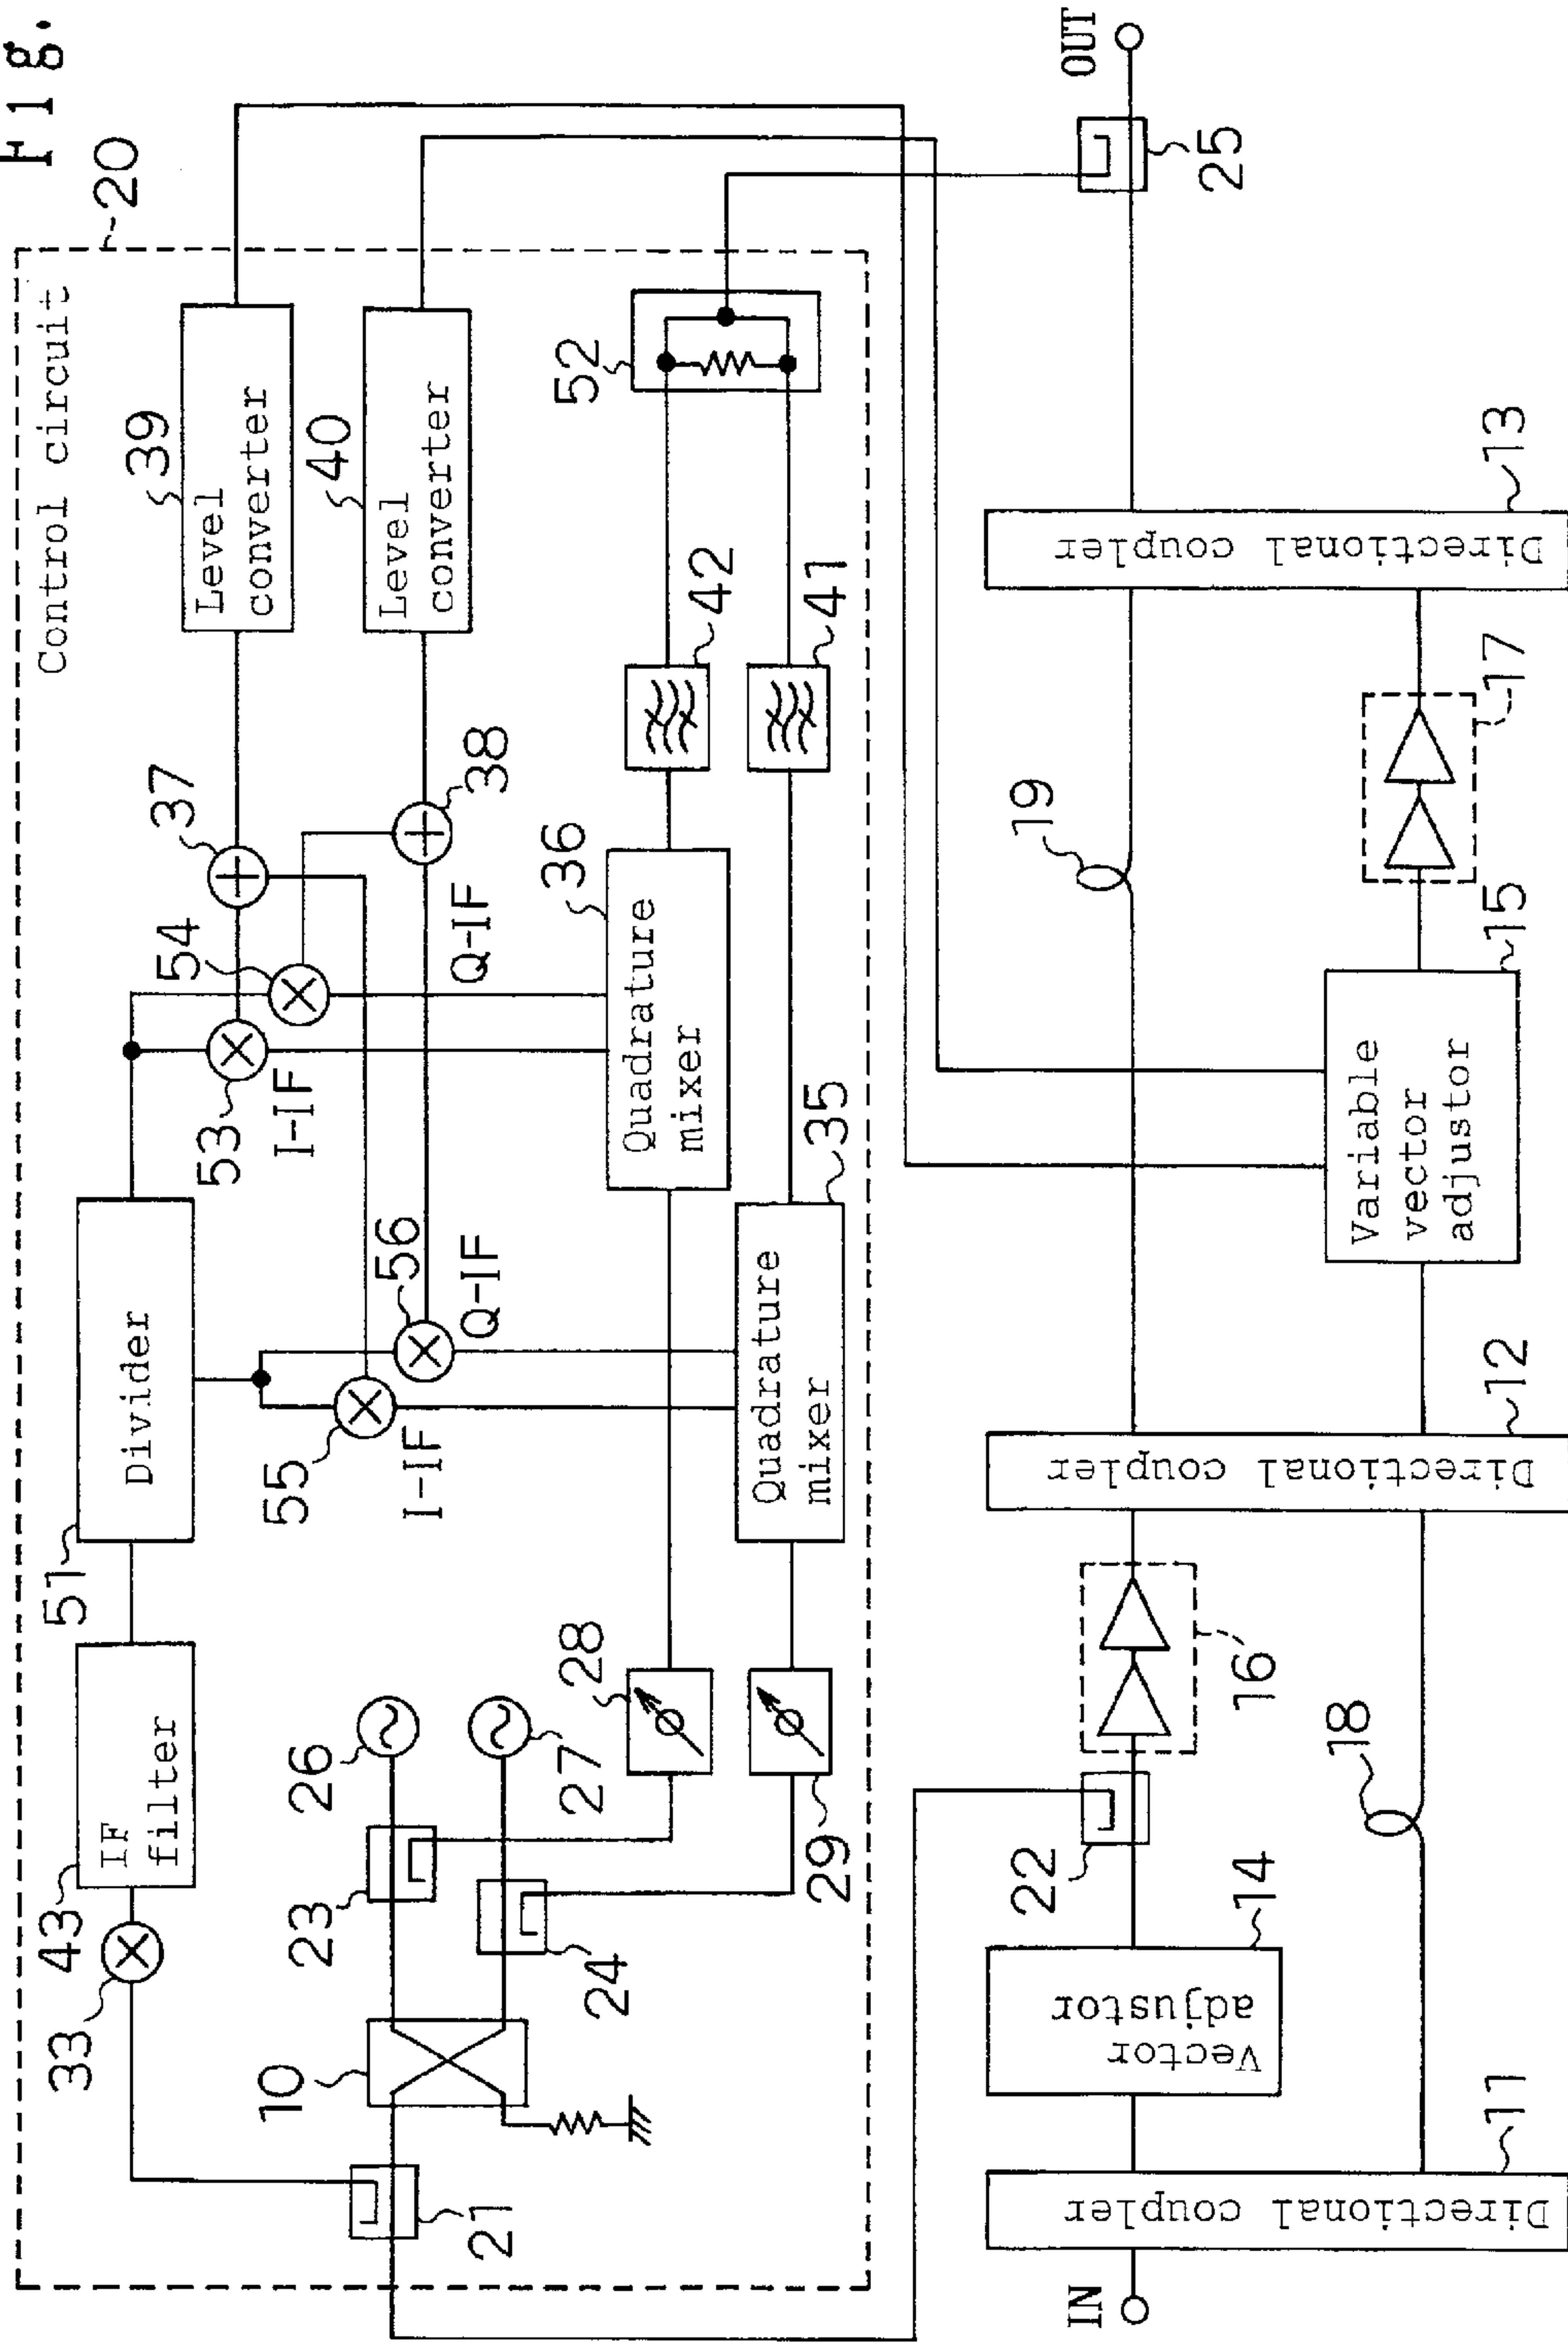 Fig.
20
Control circuit
39
Level
converter
40
Level
converter
52
37
38
42
41
54
53
I-IF
Q-IF
36
Quadrature
mixer
51
Divider
55
I-IF
56
Q-IF
35
Quadrature
mixer
43
IF
filter
33
26
27
23
24
28
29
10
21
IN
11
Directional
coupler
14
Vector
adjustor
22
16
18
12
Directional
coupler
19
15
Variable
vector
adjustor
17
13
Directional
coupler
25
OUT